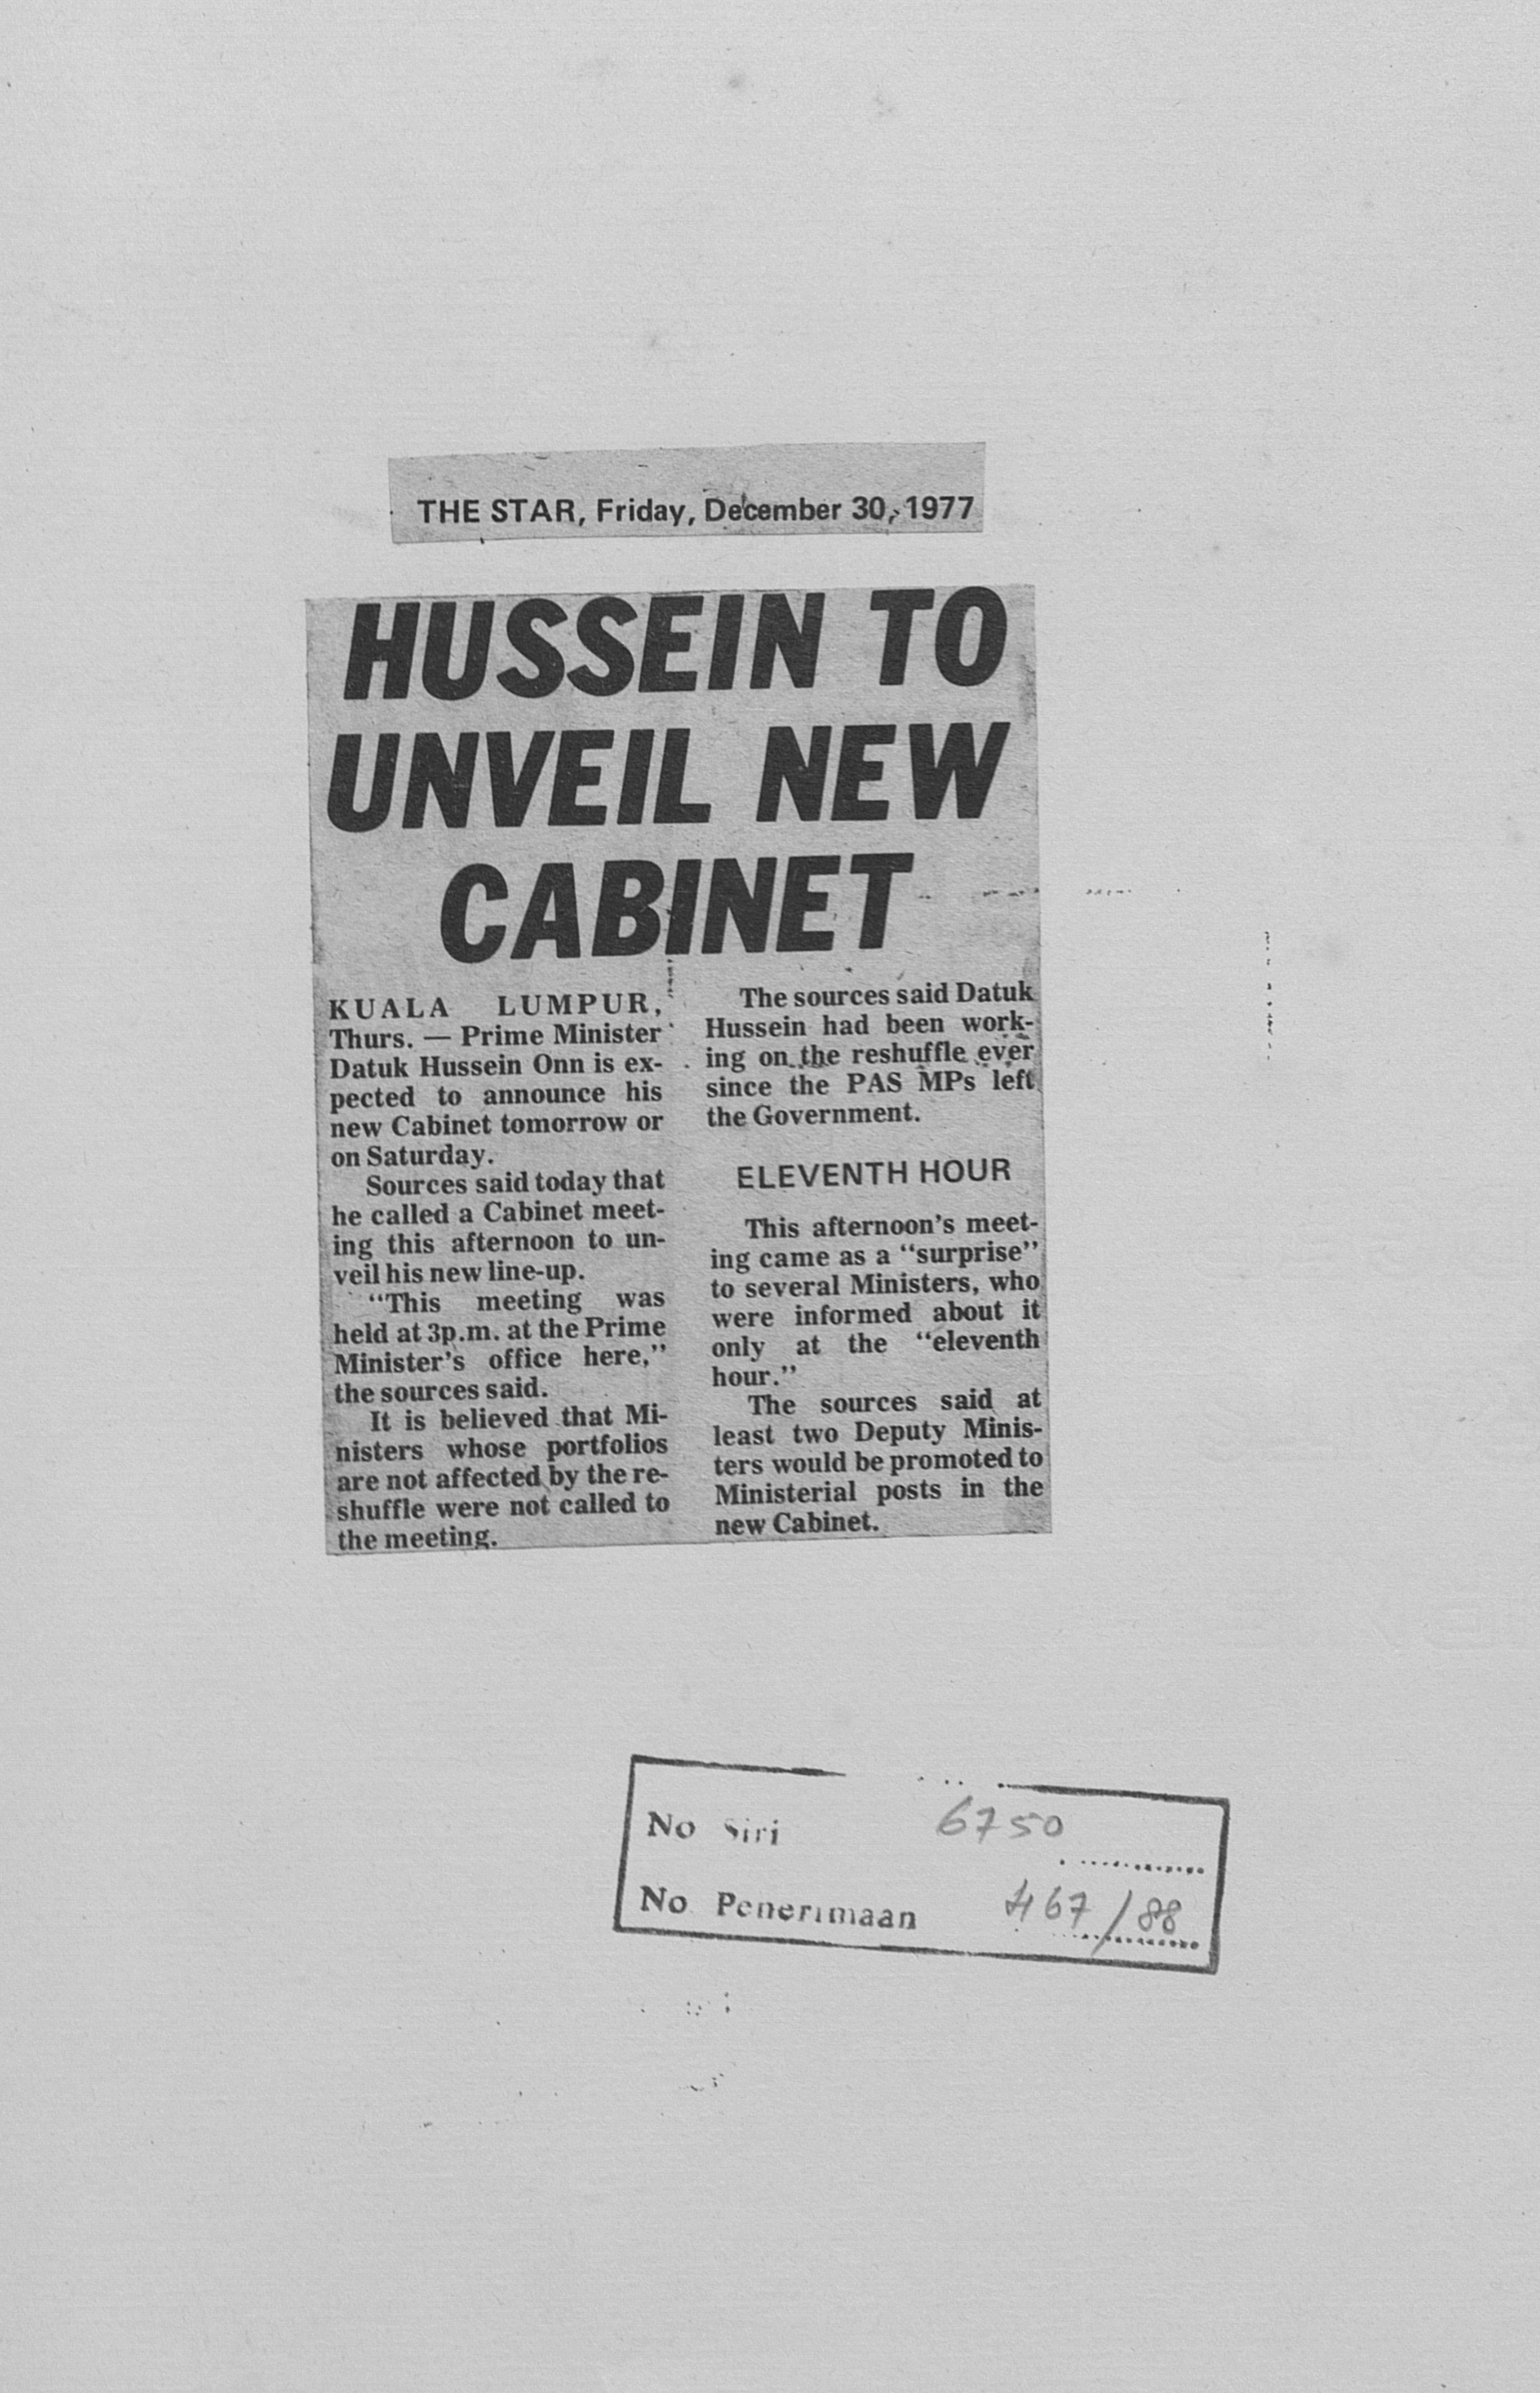 THE STAR, Friday, December 30, 1977
HUSSEIN TO
UNVEIL NEW
CABINET
KUALA LUMPUR,
Thurs. — Prime Minister
Datuk Hussein Onn is ex-
pected to announce his
new Cabinet tomorrow or
on Saturday.
Sources said today that
he called a Cabinet meet-
ing this afternoon to un-
veil his new line-up.
“This meeting was
held at 3p.m. at the Prime
Minister's office here,”
the sources said.
It is believed that Mi-
nisters whose portfolios
are not affected by the re-
shuffle were not called to
the meeting.
The sources said Datuk
Hussein had been work-
ing on the reshuffle ever
since the PAS MPs left
the Government.
ELEVENTH HOUR
This afternoon's meet-
ing came as a “surprise”
to several Ministers, who
were informed about it
only at the “eleventh
hour.”
The sources said at
least two Deputy Minis-
ters would be promoted to
Ministerial posts in the
new Cabinet.
No Siri 6750
No Penerimaan 467/88